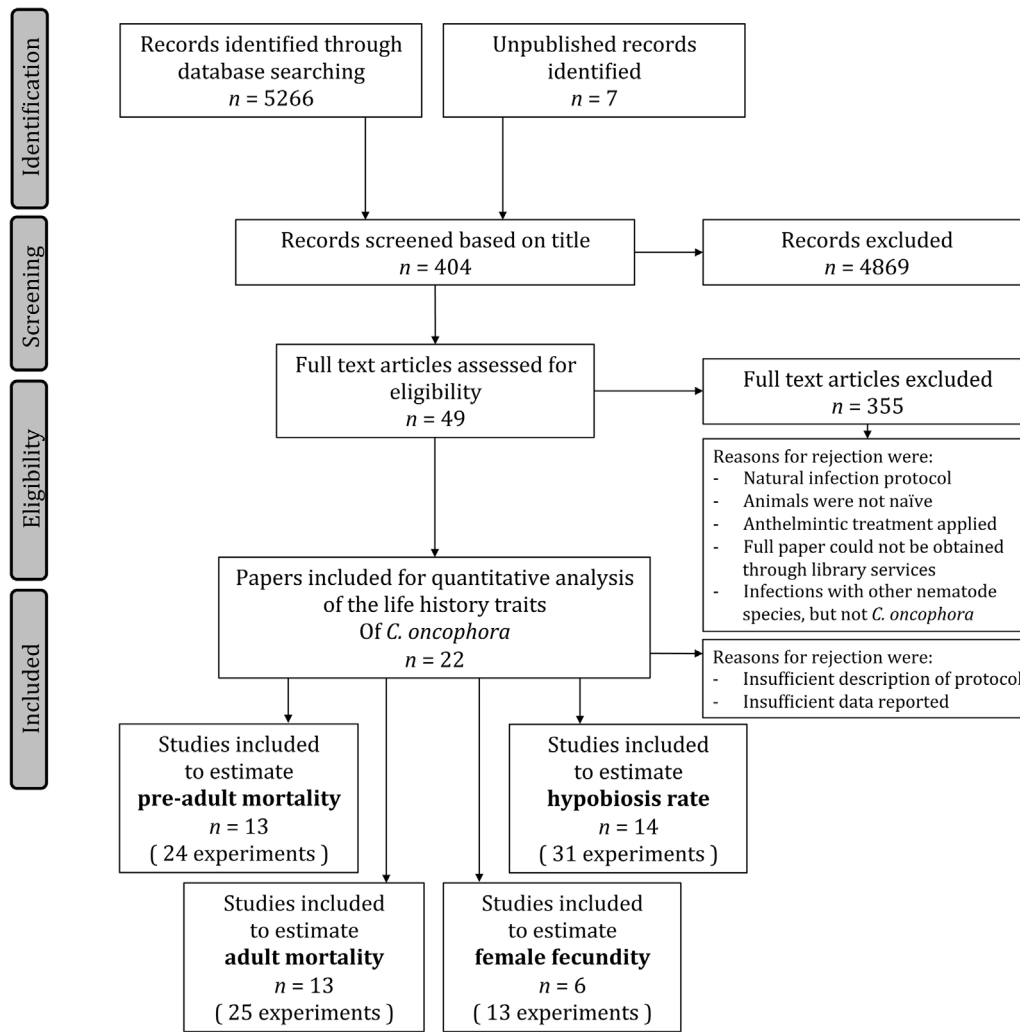 Identification
Records identified through
database searching
n = 5266
Unpublished records
identified
n = 7
Screening
Records screened based on title
n = 404
Records excluded
n = 4869
Eligibility
Full text articles assessed for
eligibility
n = 49
Full text articles excluded
n = 355
Reasons for rejection were:
- Natural infection protocol
- Animals were not naïve
- Anthelmintic treatment applied
- Full paper could not be obtained
through library services
- Infections with other nematode
species, but not C. oncophora
Included
Papers included for quantitative analysis
of the life history traits
Of C. oncophora
n = 22
Reasons for rejection were:
- Insufficient description of protocol
- Insufficient data reported
Studies included
to estimate
pre-adult mortality
n = 13
( 24 experiments )
Studies included
to estimate
hypobiosis rate
n = 14
( 31 experiments )
Studies included
to estimate
adult mortality
n = 13
( 25 experiments )
Studies included
to estimate
female fecundity
n = 6
( 13 experiments )